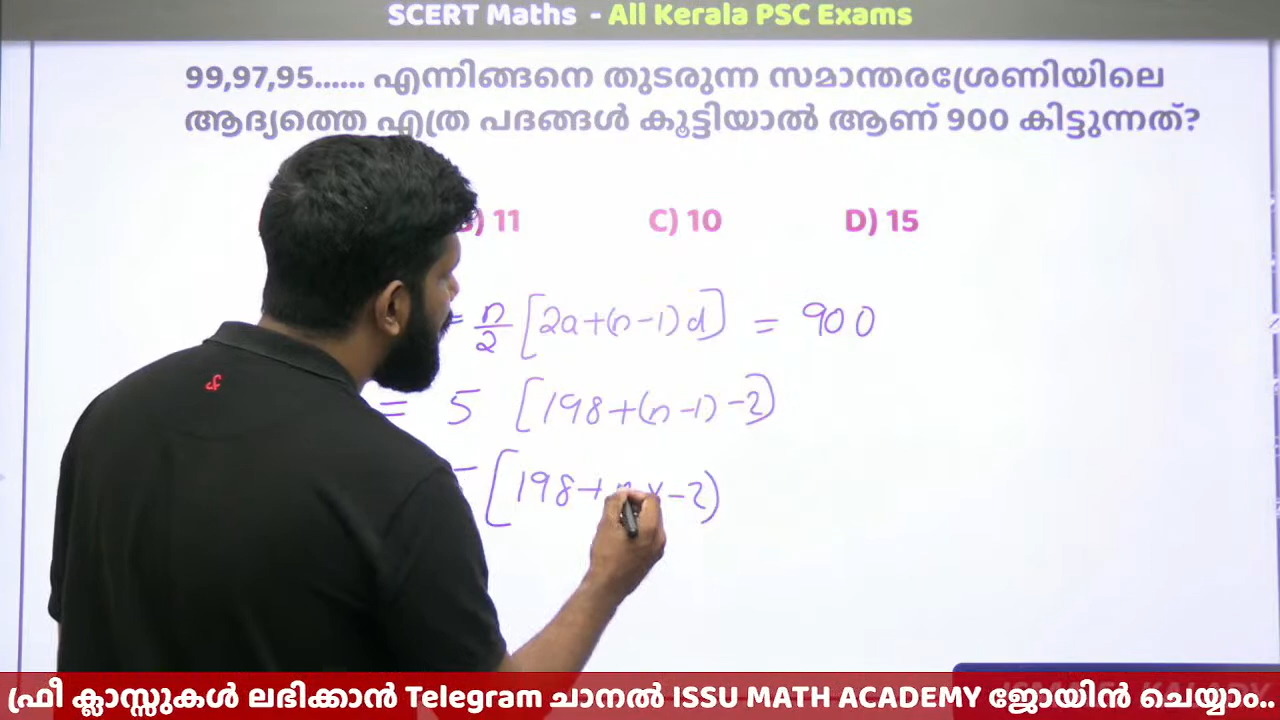 SCERT Maths - All Kerala PSC Exams
99,97,95...... എന്നിങ്ങനെ തുടരുന്ന സമാന്തരശ്രേണിയിലെ
ആദ്യത്തെ എത്ര പദങ്ങൾ കൂട്ടിയാൽ ആണ് 900 കിട്ടുന്നത്?
11 C) 10 D) 15
= n/2 [2a+(n-1)d] = 900
= 5 [198+(n-1)-2)
[198+ -2)
ഫ്രീ ക്ലാസ്സുകൾ ലഭിക്കാൻ Telegram ചാനൽ ISSU MATH ACADEMY ജോയിൻ ചെയ്യാം..